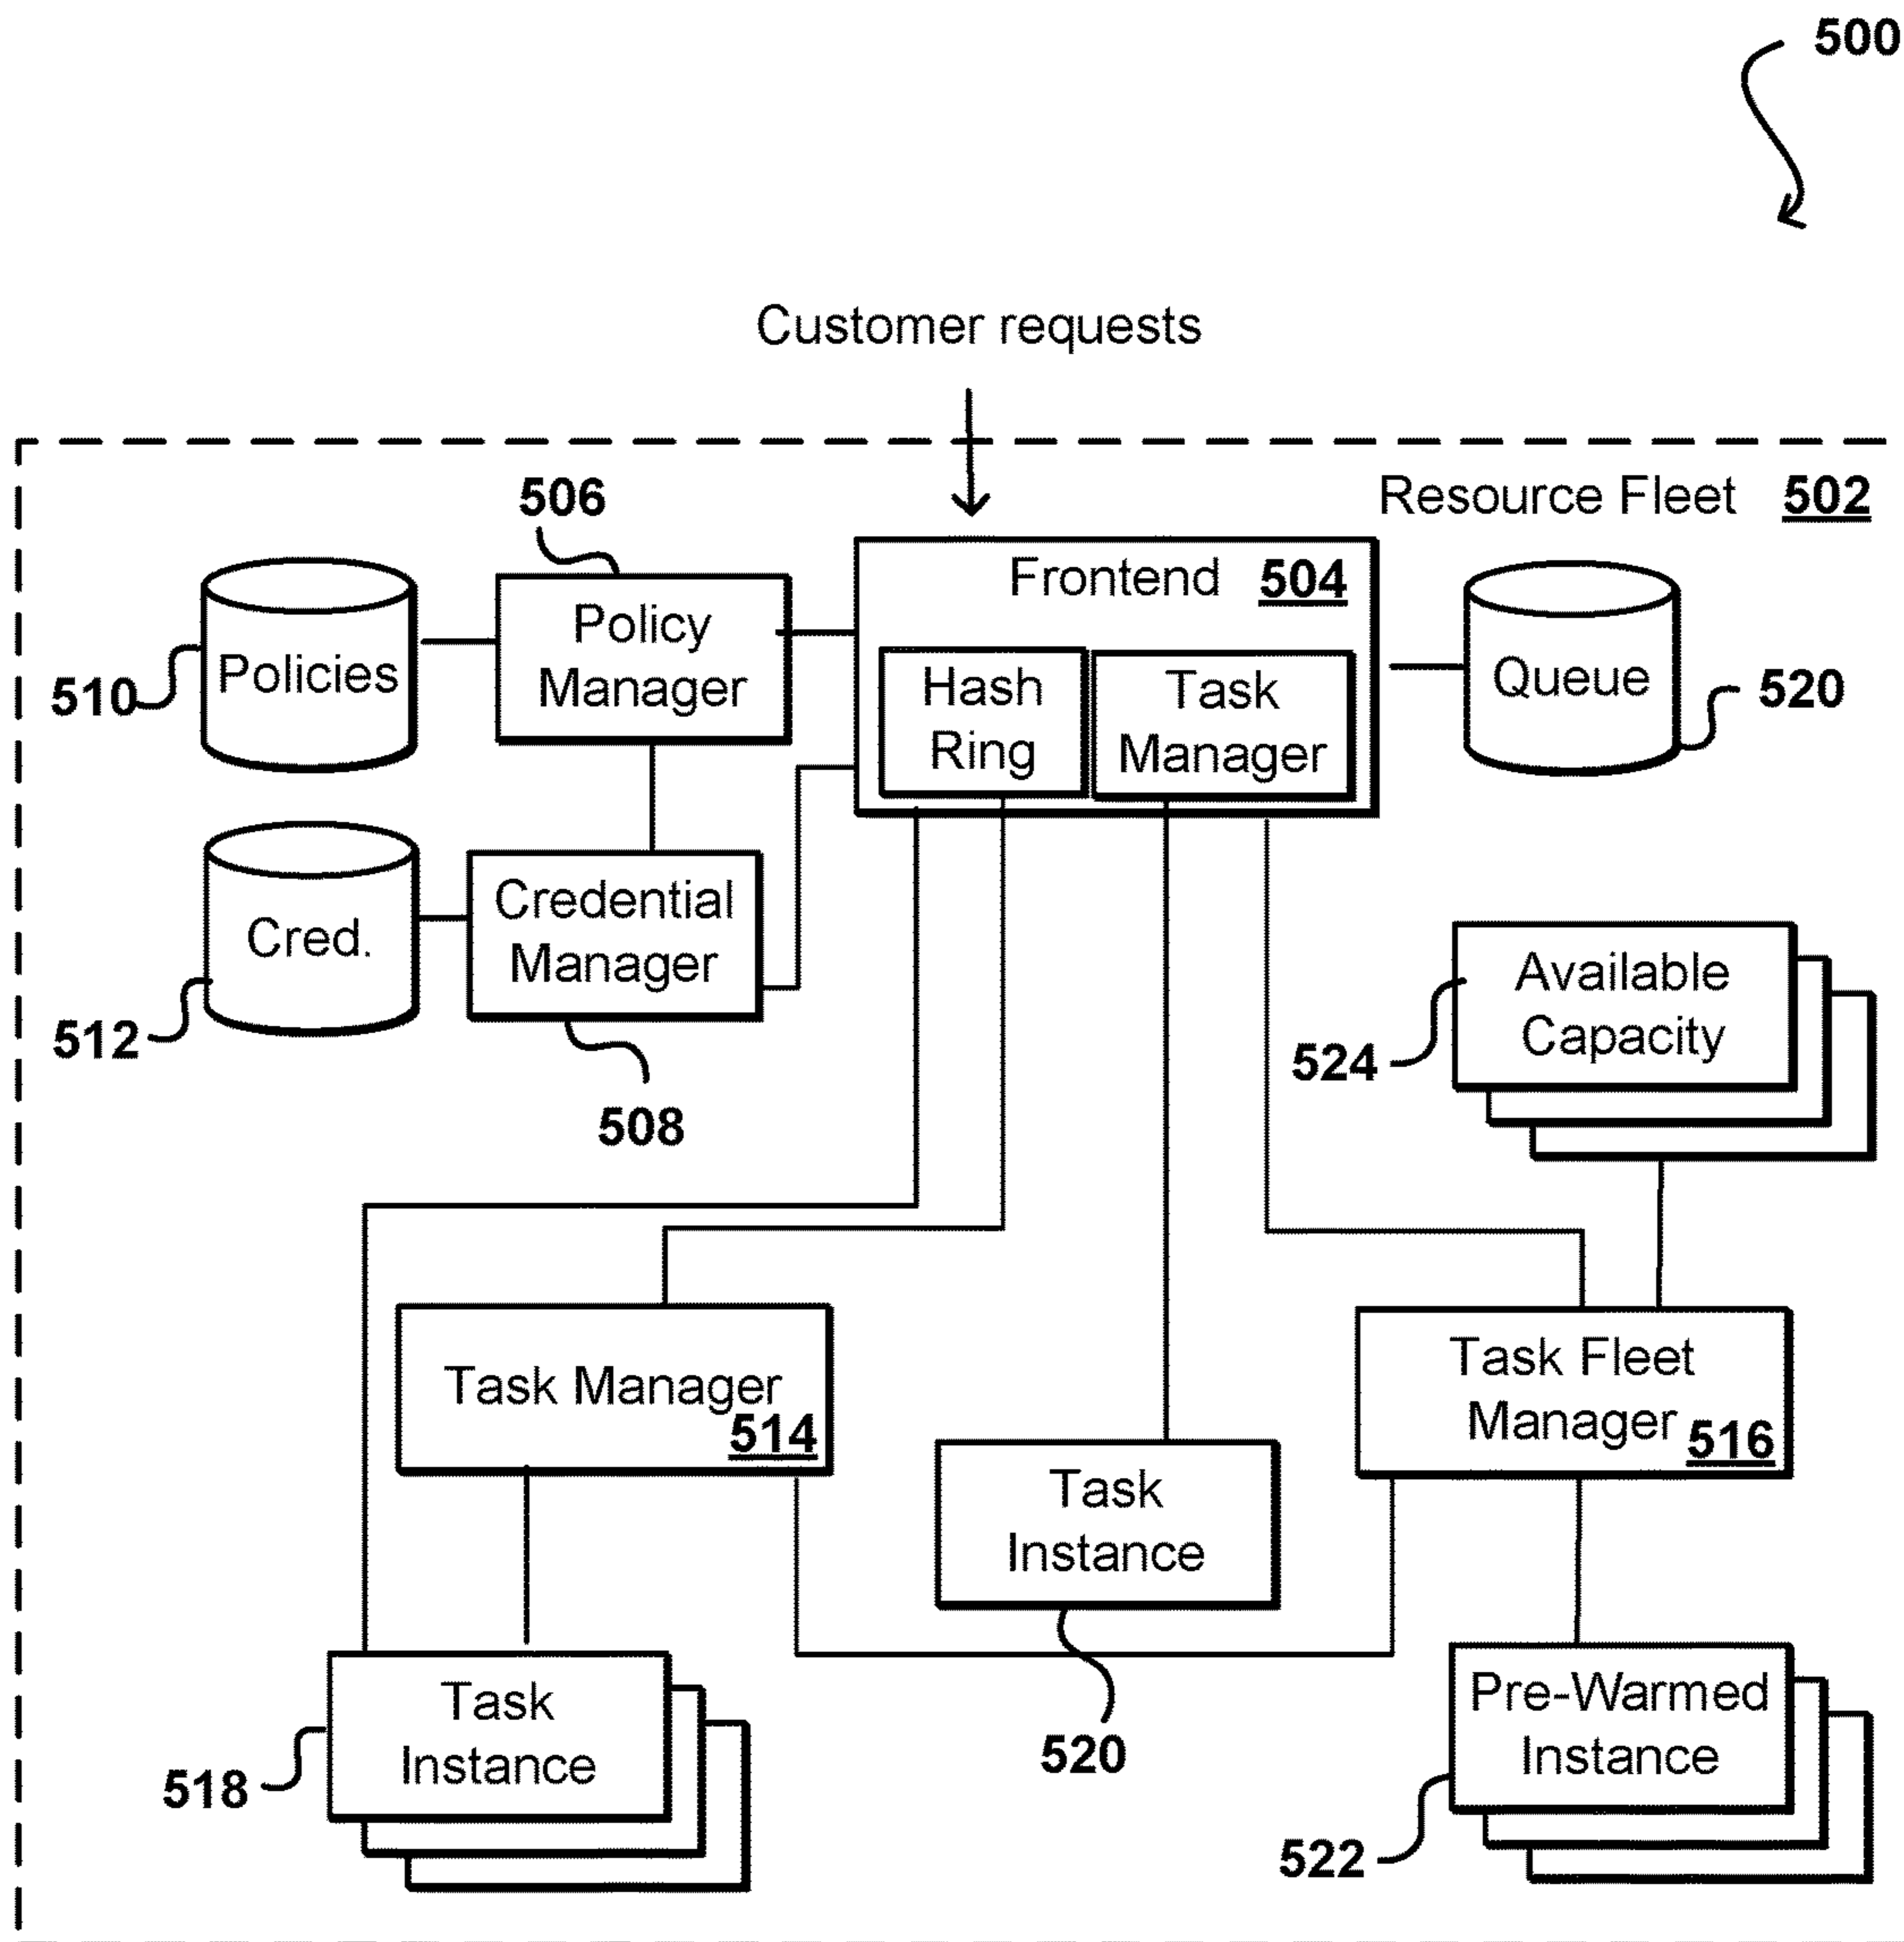 500
Customer requests
Resource Fleet 502
506
Frontend 504
Policy
Manager
Policies
510
Hash
Ring
Task
Manager
Queue
520
Credential
Manager
Cred.
512
508
Available
Capacity
524
Task Manager
514
Task Fleet
Manager 516
Task
Instance
520
Task
Instance
518
Pre-Warmed
Instance
522